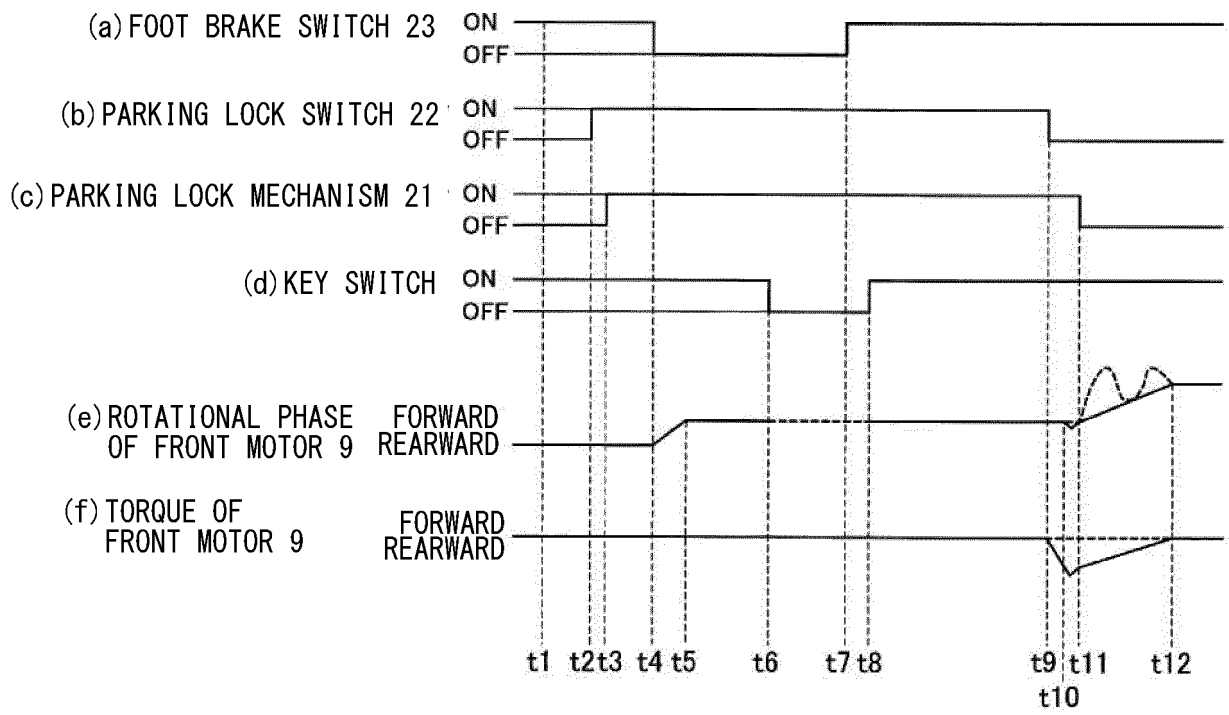 (a) FOOT BRAKE SWITCH 23 ON
OFF
(b) PARKING LOCK SWITCH 22 ON
OFF
(c) PARKING LOCK MECHANISM 21 ON
OFF
(d) KEY SWITCH ON
OFF
(e) ROTATIONAL PHASE FORWARD
OF FRONT MOTOR 9 REARWARD
(f) TORQUE OF FORWARD
FRONT MOTOR 9 REARWARD
t1 t2 t3 t4 t5 t6 t7 t8 t9 t11 t12
t10